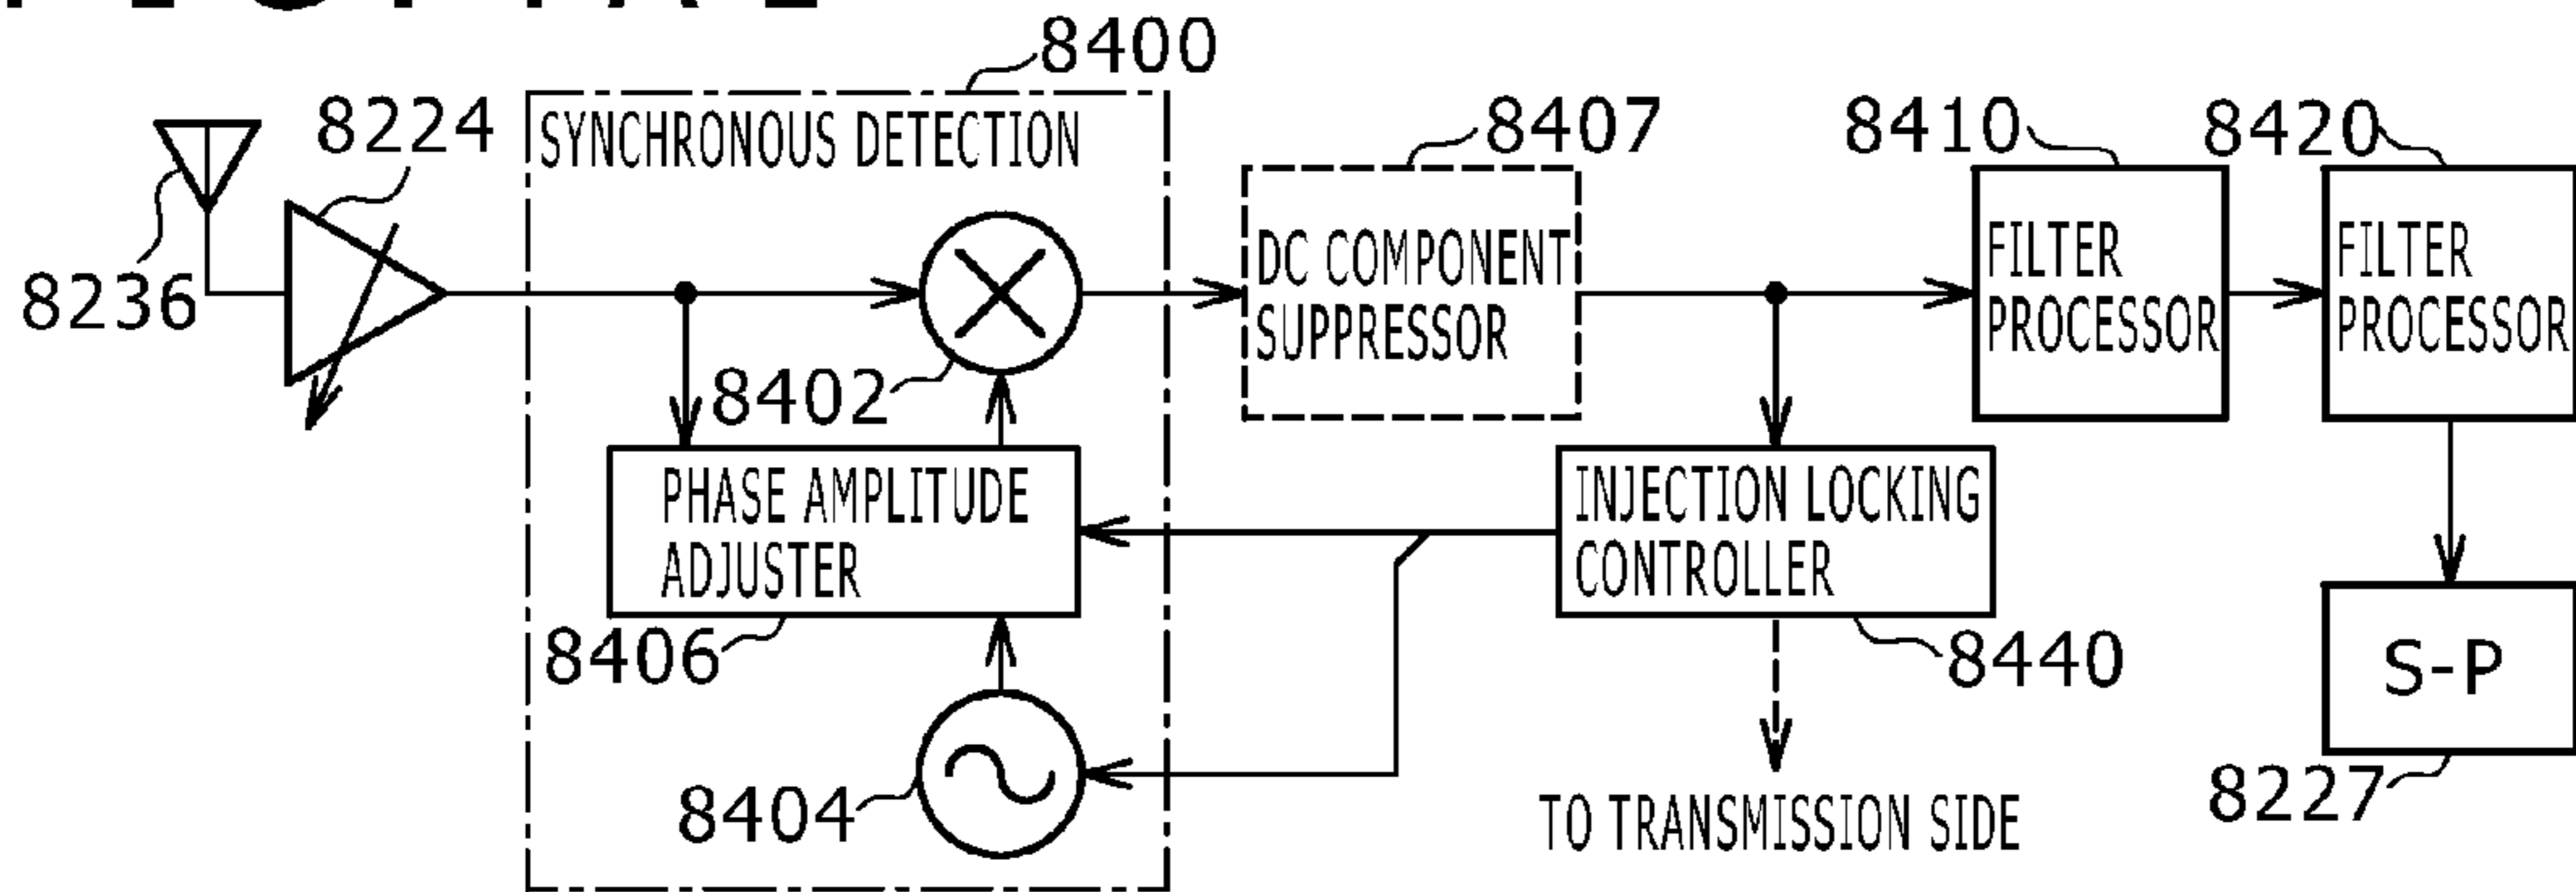 8400
8224
SYNCHRONOUS DETECTION
8407
8410
8420
8236
DC COMPONENT
SUPPRESSOR
FILTER
PROCESSOR
FILTER
PROCESSOR
8402
PHASE AMPLITUDE
ADJUSTER
INJECTION LOCKING
CONTROLLER
8406
8440
S-P
8404
TO TRANSMISSION SIDE
8227